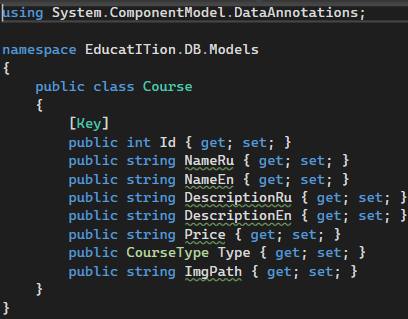 using System.ComponentModel.DataAnnotations;
namespace EducatITion.DB.Models
{
public class Course
{
[Key]
public int Id { get; set; }
public string NameRu { get; set; }
public string NameEn { get; set; }
public string DescriptionRu { get; set; }
public string DescriptionEn { get; set; }
public string Price { get; set; }
public CourseType Type { get; set; }
public string ImgPath { get; set; }
}
}